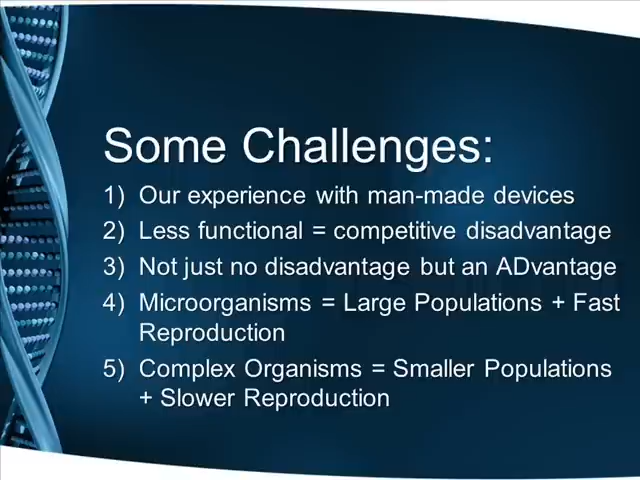 Some Challenges:
1) Our experience with man-made devices
2) Less functional = competitive disadvantage
3) Not just no disadvantage but an ADvantage
4) Microorganisms = Large Populations + Fast
Reproduction
5) Complex Organisms = Smaller Populations
+ Slower Reproduction